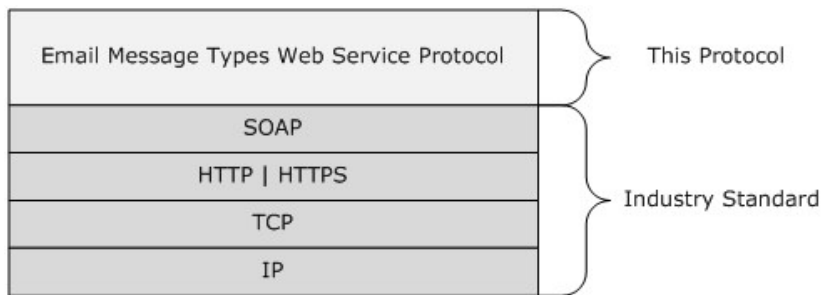 Email Message Types Web Service Protocol
This Protocol
SOAP
HTTP | HTTPS
TCP
IP
Industry Standard